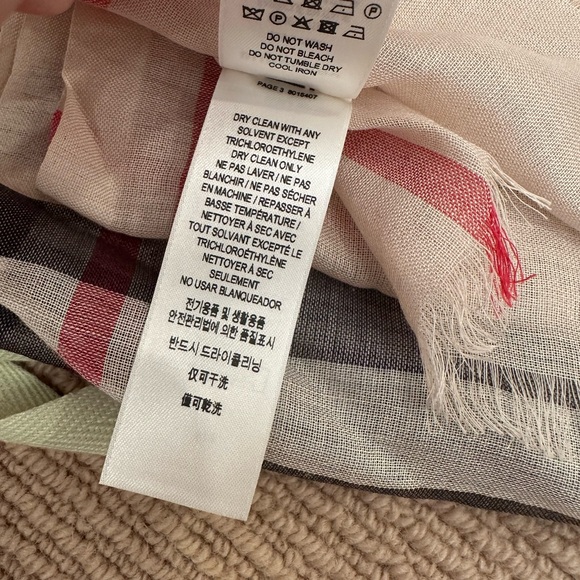 DO NOT WASH
DO NOT BLEACH
DO NOT TUMBLE DRY
COOL IRON
PAGE 3 8015407
DRY CLEAN WITH ANY
SOLVENT EXCEPT
TRICHLOROETHYLENE
DRY CLEAN ONLY
NE PAS LAVER / NE PAS
BLANCHIR / NE PAS SÉCHER
EN MACHINE / REPASSER À
BASSE TEMPÉRATURE /
NETTOYER À SEC AVEC
TOUT SOLVANT EXCEPTÉ LE
TRICHLOROÉTHYLÈNE
NETTOYER À SEC
SEULEMENT
NO USAR BLANQUEADOR
전기용품 및 생활용품
안전관리법에 의한 품질표시
반드시 드라이클리닝
仅可干洗
僅可乾洗